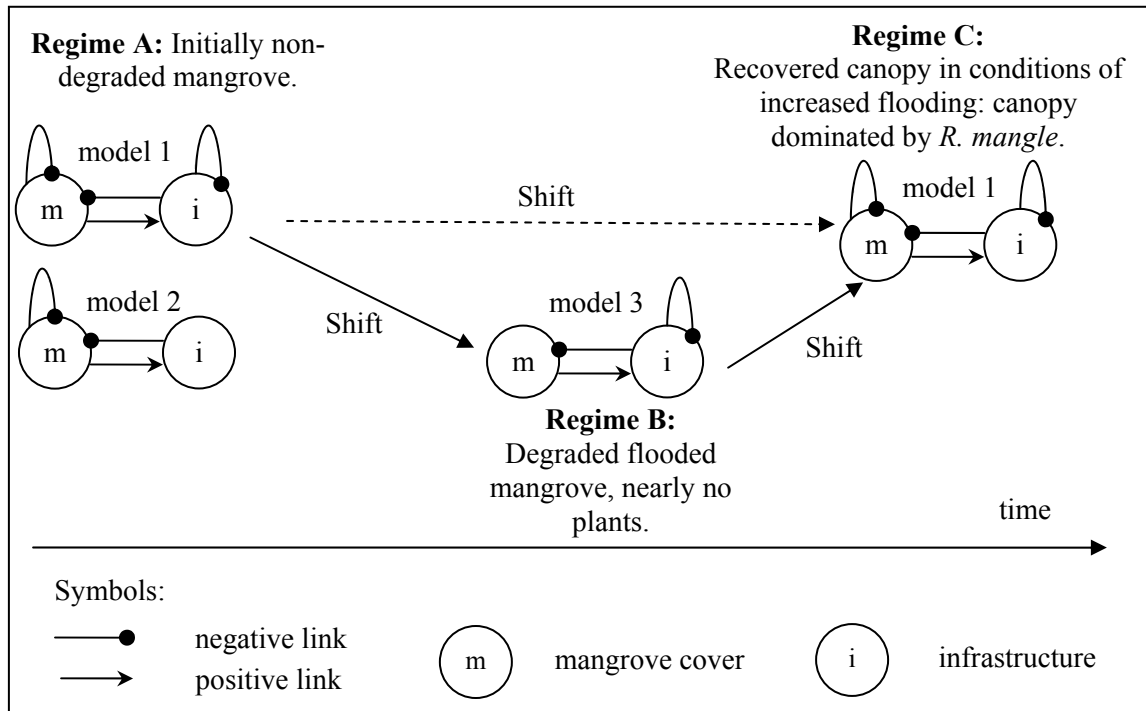 Regime A: Initially non-
degraded mangrove.
model 1
m
i
model 2
m
i
Shift
Shift
model 3
m
i
Regime B:
Degraded flooded
mangrove, nearly no
plants.
Shift
Regime C:
Recovered canopy in conditions of
increased flooding: canopy
dominated by R. mangle.
model 1
m
i
time
Symbols:
negative link
positive link
m
mangrove cover
i
infrastructure